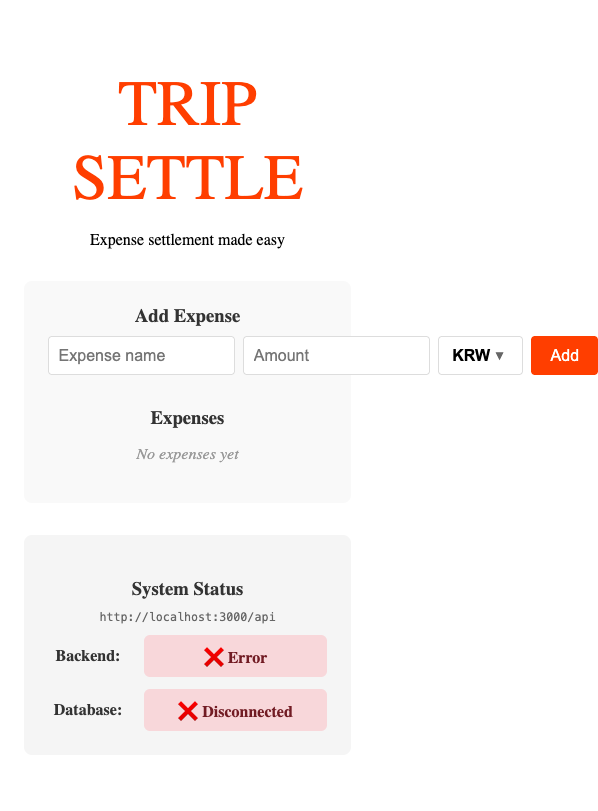 TRIP
SETTLE
Expense settlement made easy
Add Expense
Expense name Amount KRW ▼ Add
Expenses
No expenses yet
System Status
http://localhost:3000/api
Backend: ❌ Error
Database: ❌ Disconnected